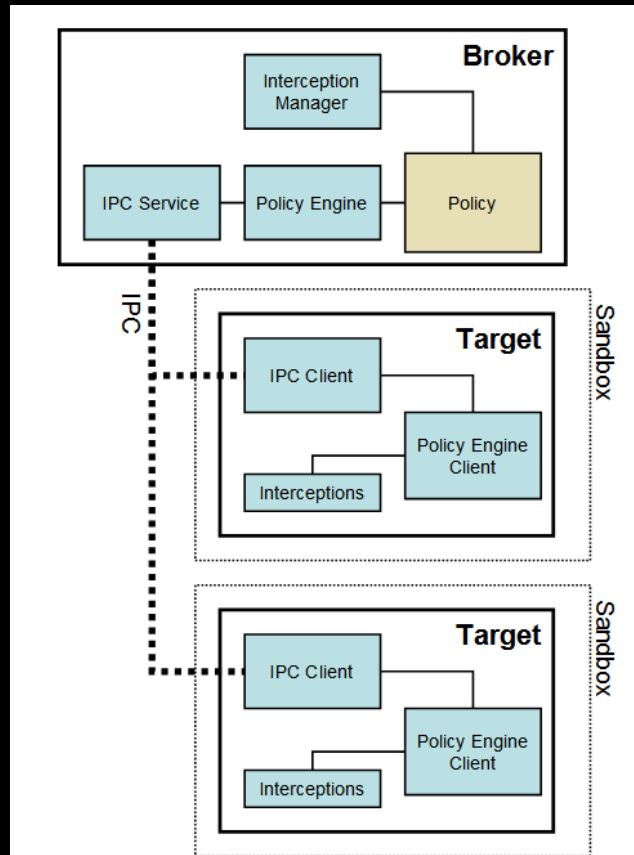 Broker
Interception
Manager
IPC Service
Policy Engine
Policy
IPC
Sandbox
Target
IPC Client
Policy Engine
Client
Interceptions
Sandbox
Target
IPC Client
Policy Engine
Client
Interceptions